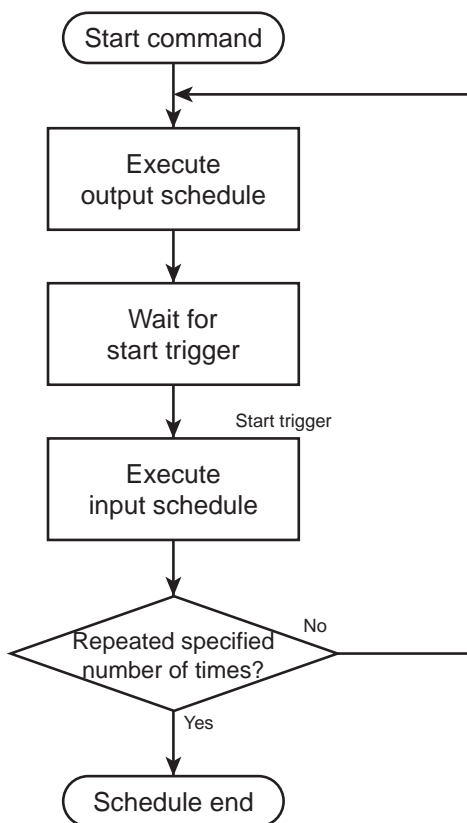 Start command
Execute
output schedule
Wait for
start trigger
Start trigger
Execute
input schedule
Repeated specified
number of times?
No
Yes
Schedule end